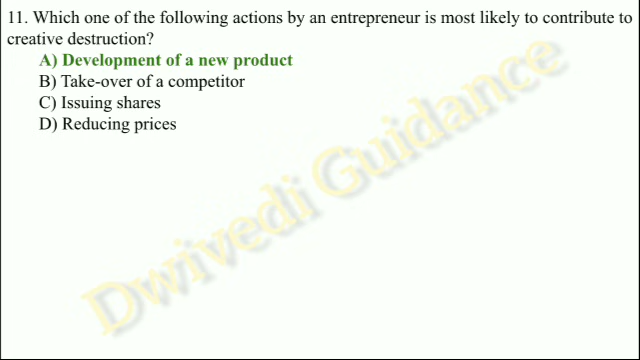 11. Which one of the following actions by an entrepreneur is most likely to contribute to
creative destruction?
A) Development of a new product
B) Take-over of a competitor
C) Issuing shares
D) Reducing prices
Dwivedi Guidance